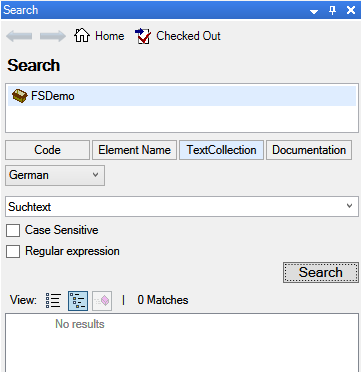 Search
Home Checked Out
Search
FSDemo
Code Element Name TextCollection Documentation
German
Suchtext
Case Sensitive
Regular expression
Search
View: | 0 Matches
No results